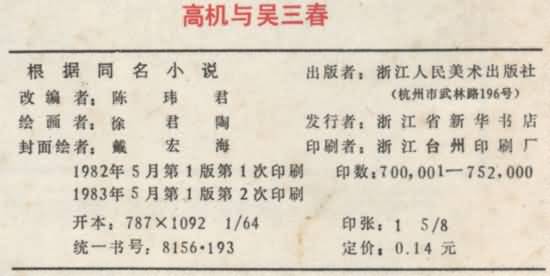 高机与吴三春
根据同名小说
改编者：陈玮君
绘画者：徐君陶
封面绘者：戴宏海
出版者：浙江人民美术出版社
（杭州市武林路196号）
发行者：浙江省新华书店
印刷者：浙江台州印刷厂
1982年5月第1版第1次印刷
1983年5月第1版第2次印刷
印数：700,001—752,000
开本：787×1092 1/64
印张：1 5/8
统一书号：8156·193
定价：0.14元